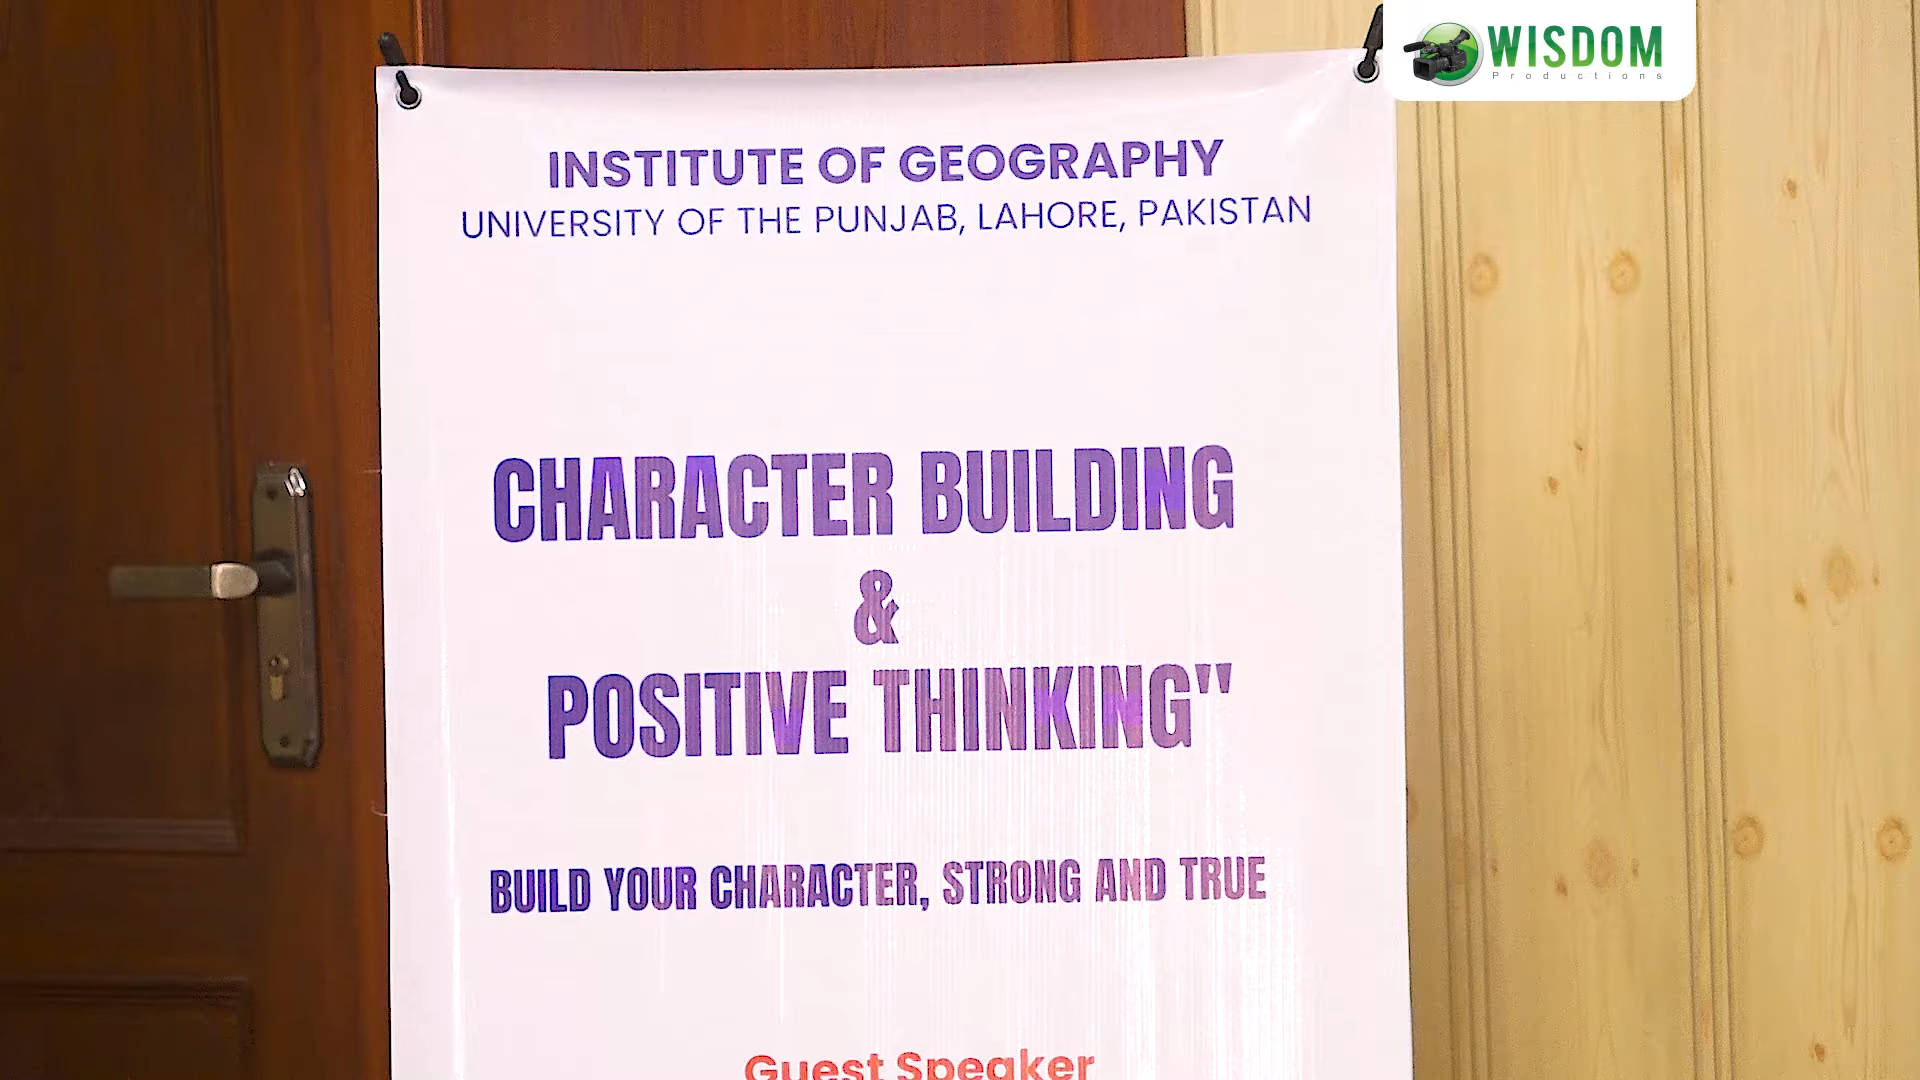 WISDOM
Productions
INSTITUTE OF GEOGRAPHY
UNIVERSITY OF THE PUNJAB, LAHORE, PAKISTAN
CHARACTER BUILDING
&
POSITIVE THINKING"
BUILD YOUR CHARACTER, STRONG AND TRUE
Guest Speaker